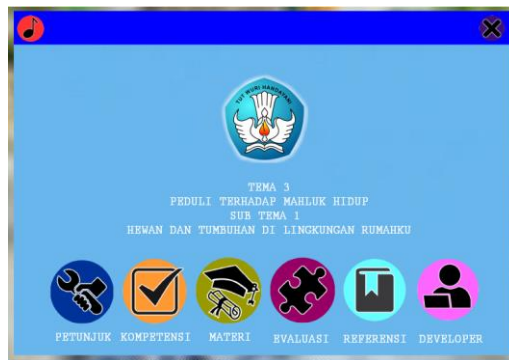 TUT WURI HANDAYANI
TEMA 3
PEDULI TERHADAP MAHLUK HIDUP
SUB TEMA 1
HEWAN DAN TUMBUHAN DI LINGKUNGAN RUMAHKU
PETUNJUK KOMPETENSI MATERI EVALUASI REFERENSI DEVELOPER